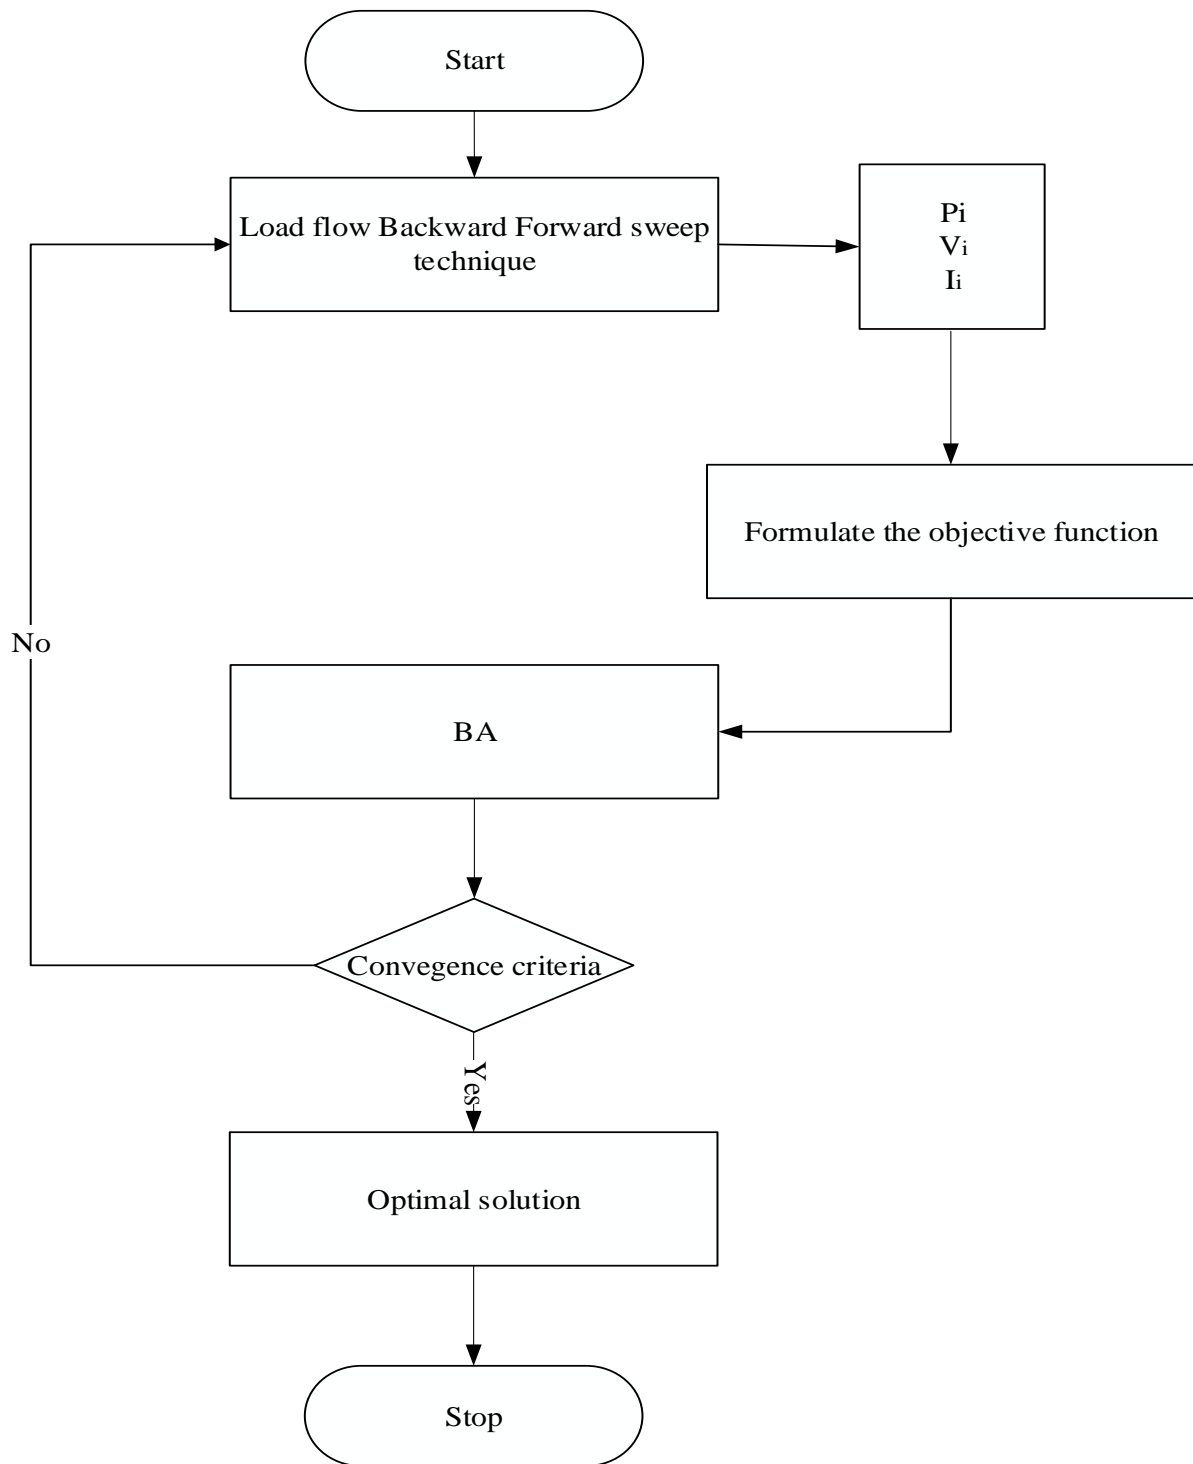 Start
Load flow Backward Forward sweep
technique
Pi
Vi
Ii
Formulate the objective function
No
BA
Convegence criteria
Yes
Optimal solution
Stop